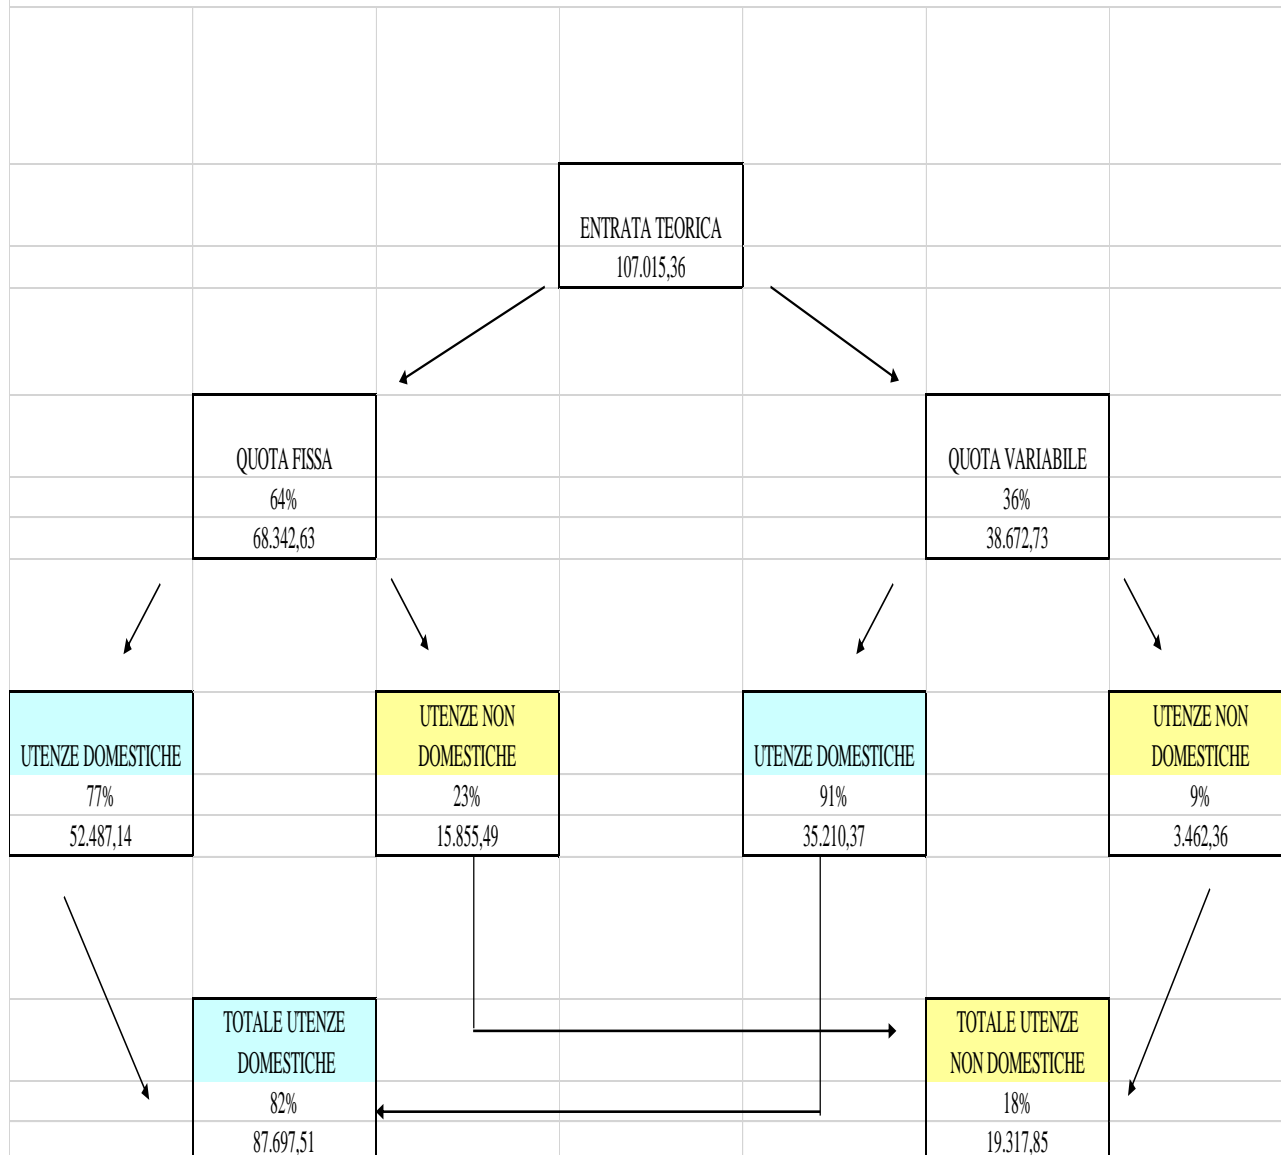 ENTRATA TEORICA
107.015,36
QUOTA FISSA
64%
68.342,63
QUOTA VARIABILE
36%
38.672,73
UTENZE DOMESTICHE
77%
52.487,14
UTENZE NON
DOMESTICHE
23%
15.855,49
UTENZE DOMESTICHE
91%
35.210,37
UTENZE NON
DOMESTICHE
9%
3.462,36
TOTALE UTENZE
DOMESTICHE
82%
87.697,51
TOTALE UTENZE
NON DOMESTICHE
18%
19.317,85